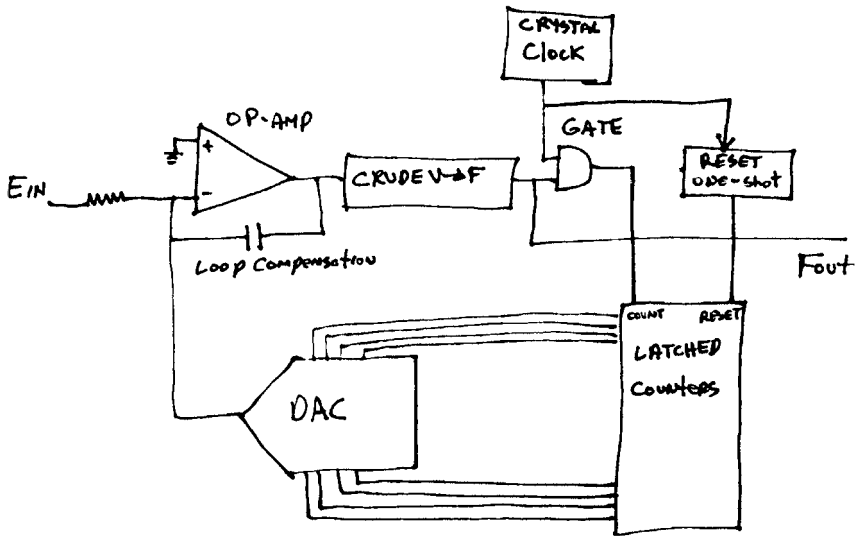 CRYSTAL
CLOCK
OP-AMP
GATE
+
RESET
ONE-SHOT
EIN
-
CRUDE V→F
LOOP COMPENSATION
FOUT
COUNT RESET
LATCHED
COUNTERS
DAC